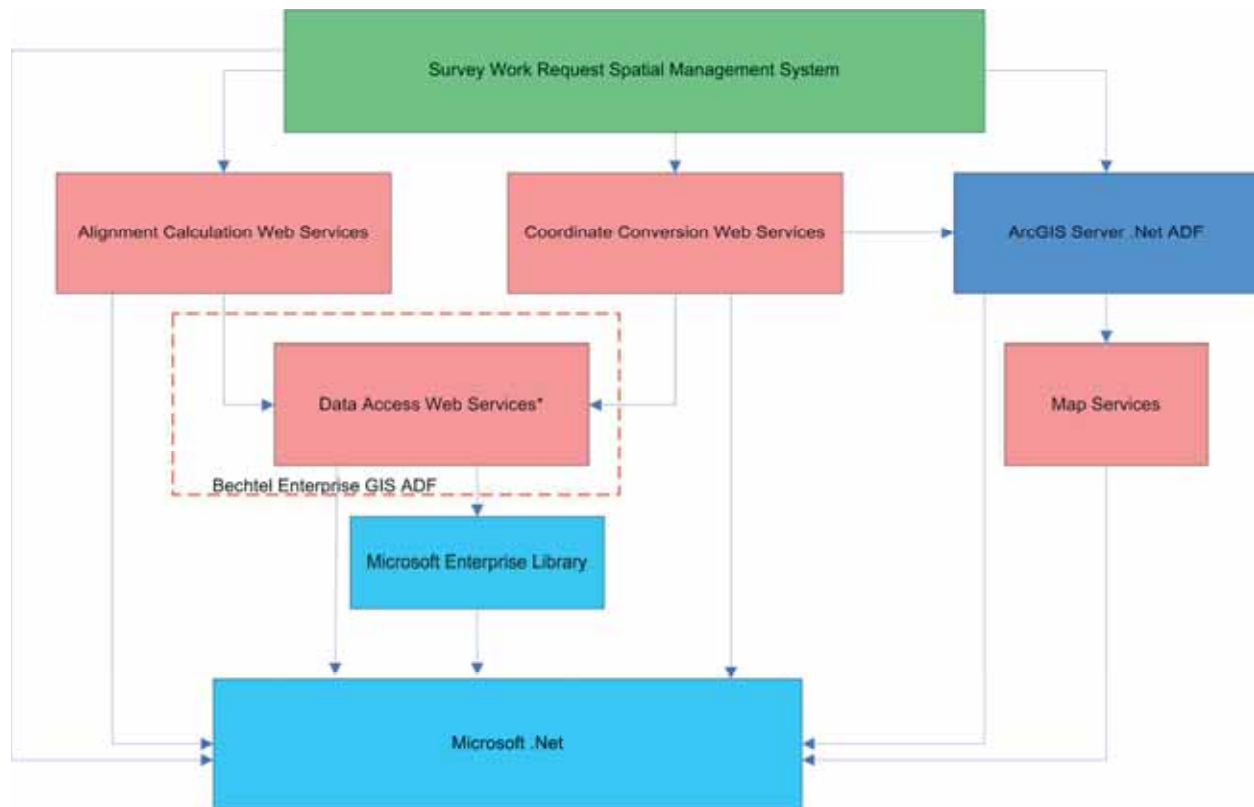 Survey Work Request Spatial Management System
Alignment Calculation Web Services
Coordinate Conversion Web Services
ArcGIS Server .Net ADF
Data Access Web Services*
Map Services
Bechtel Enterprise GIS ADF
Microsoft Enterprise Library
Microsoft .Net